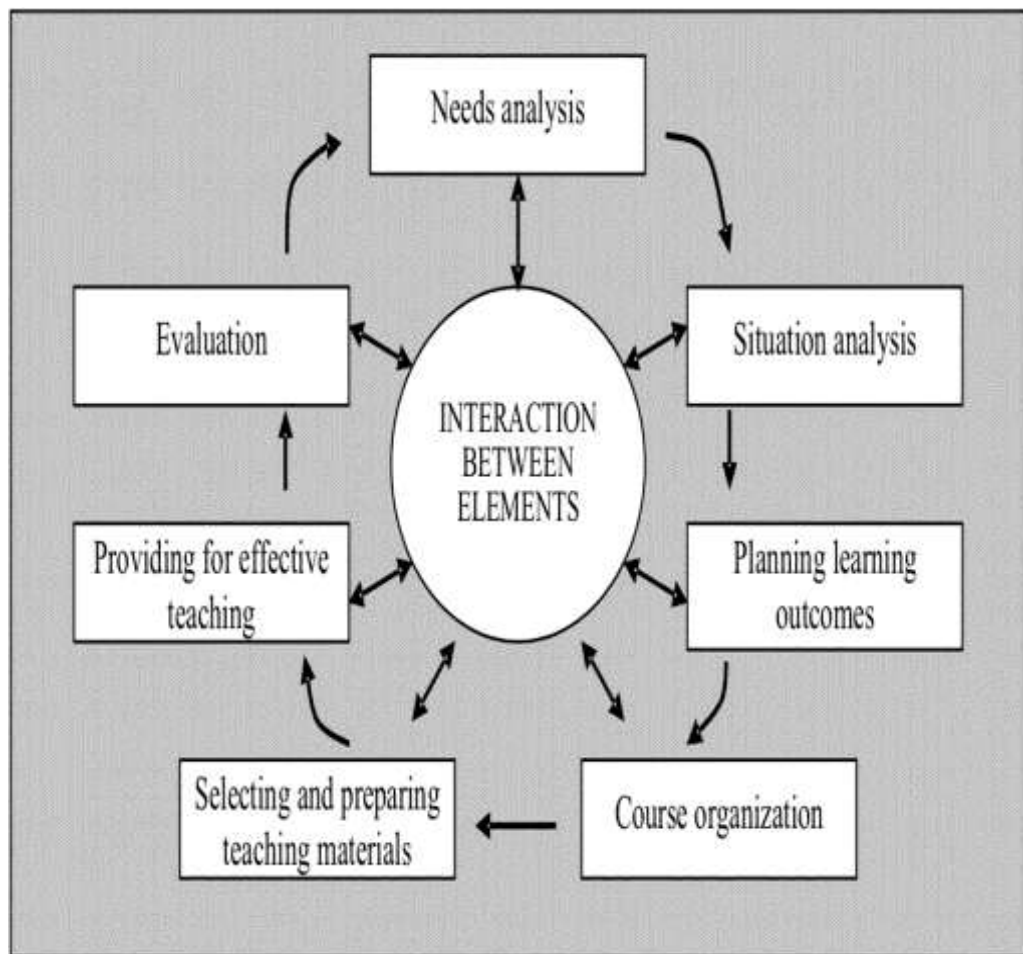 Needs analysis
Evaluation
Situation analysis
INTERACTION
BETWEEN
ELEMENTS
Providing for effective
teaching
Planning learning
outcomes
Selecting and preparing
teaching materials
Course organization